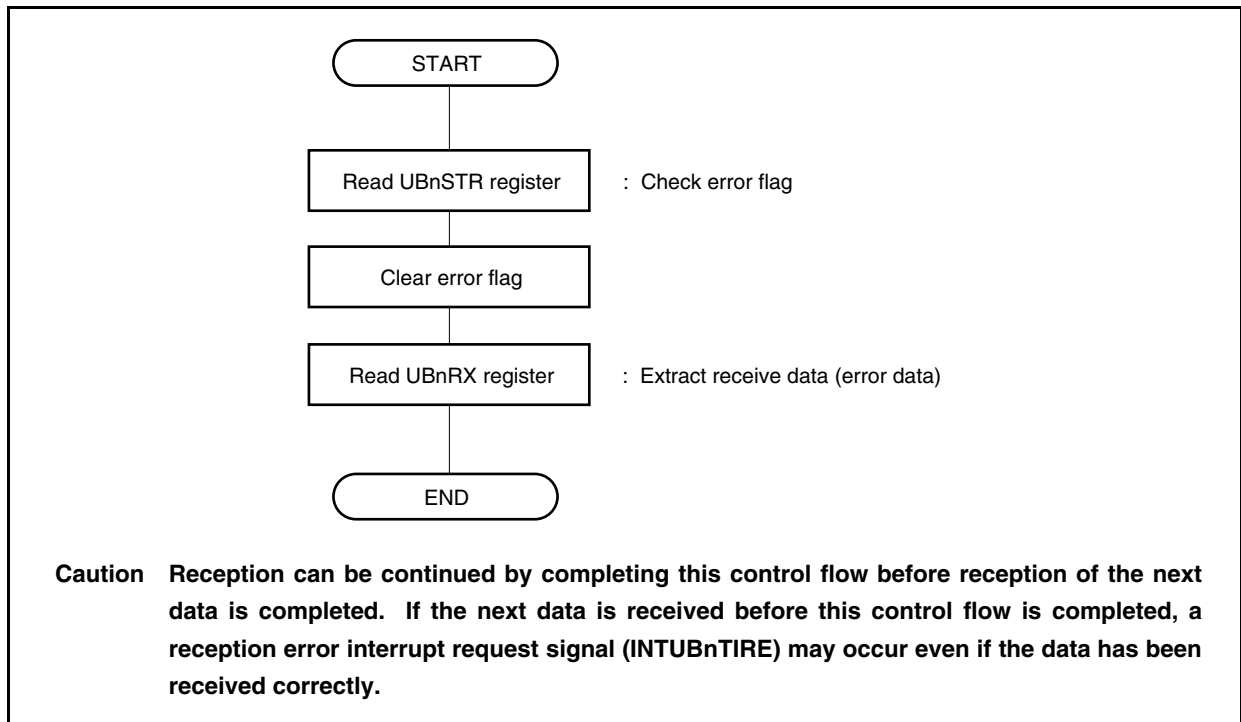 START
Read UBnSTR register : Check error flag
Clear error flag
Read UBnRX register : Extract receive data (error data)
END
Caution Reception can be continued by completing this control flow before reception of the next
data is completed. If the next data is received before this control flow is completed, a
reception error interrupt request signal (INTUBnTIRE) may occur even if the data has been
received correctly.